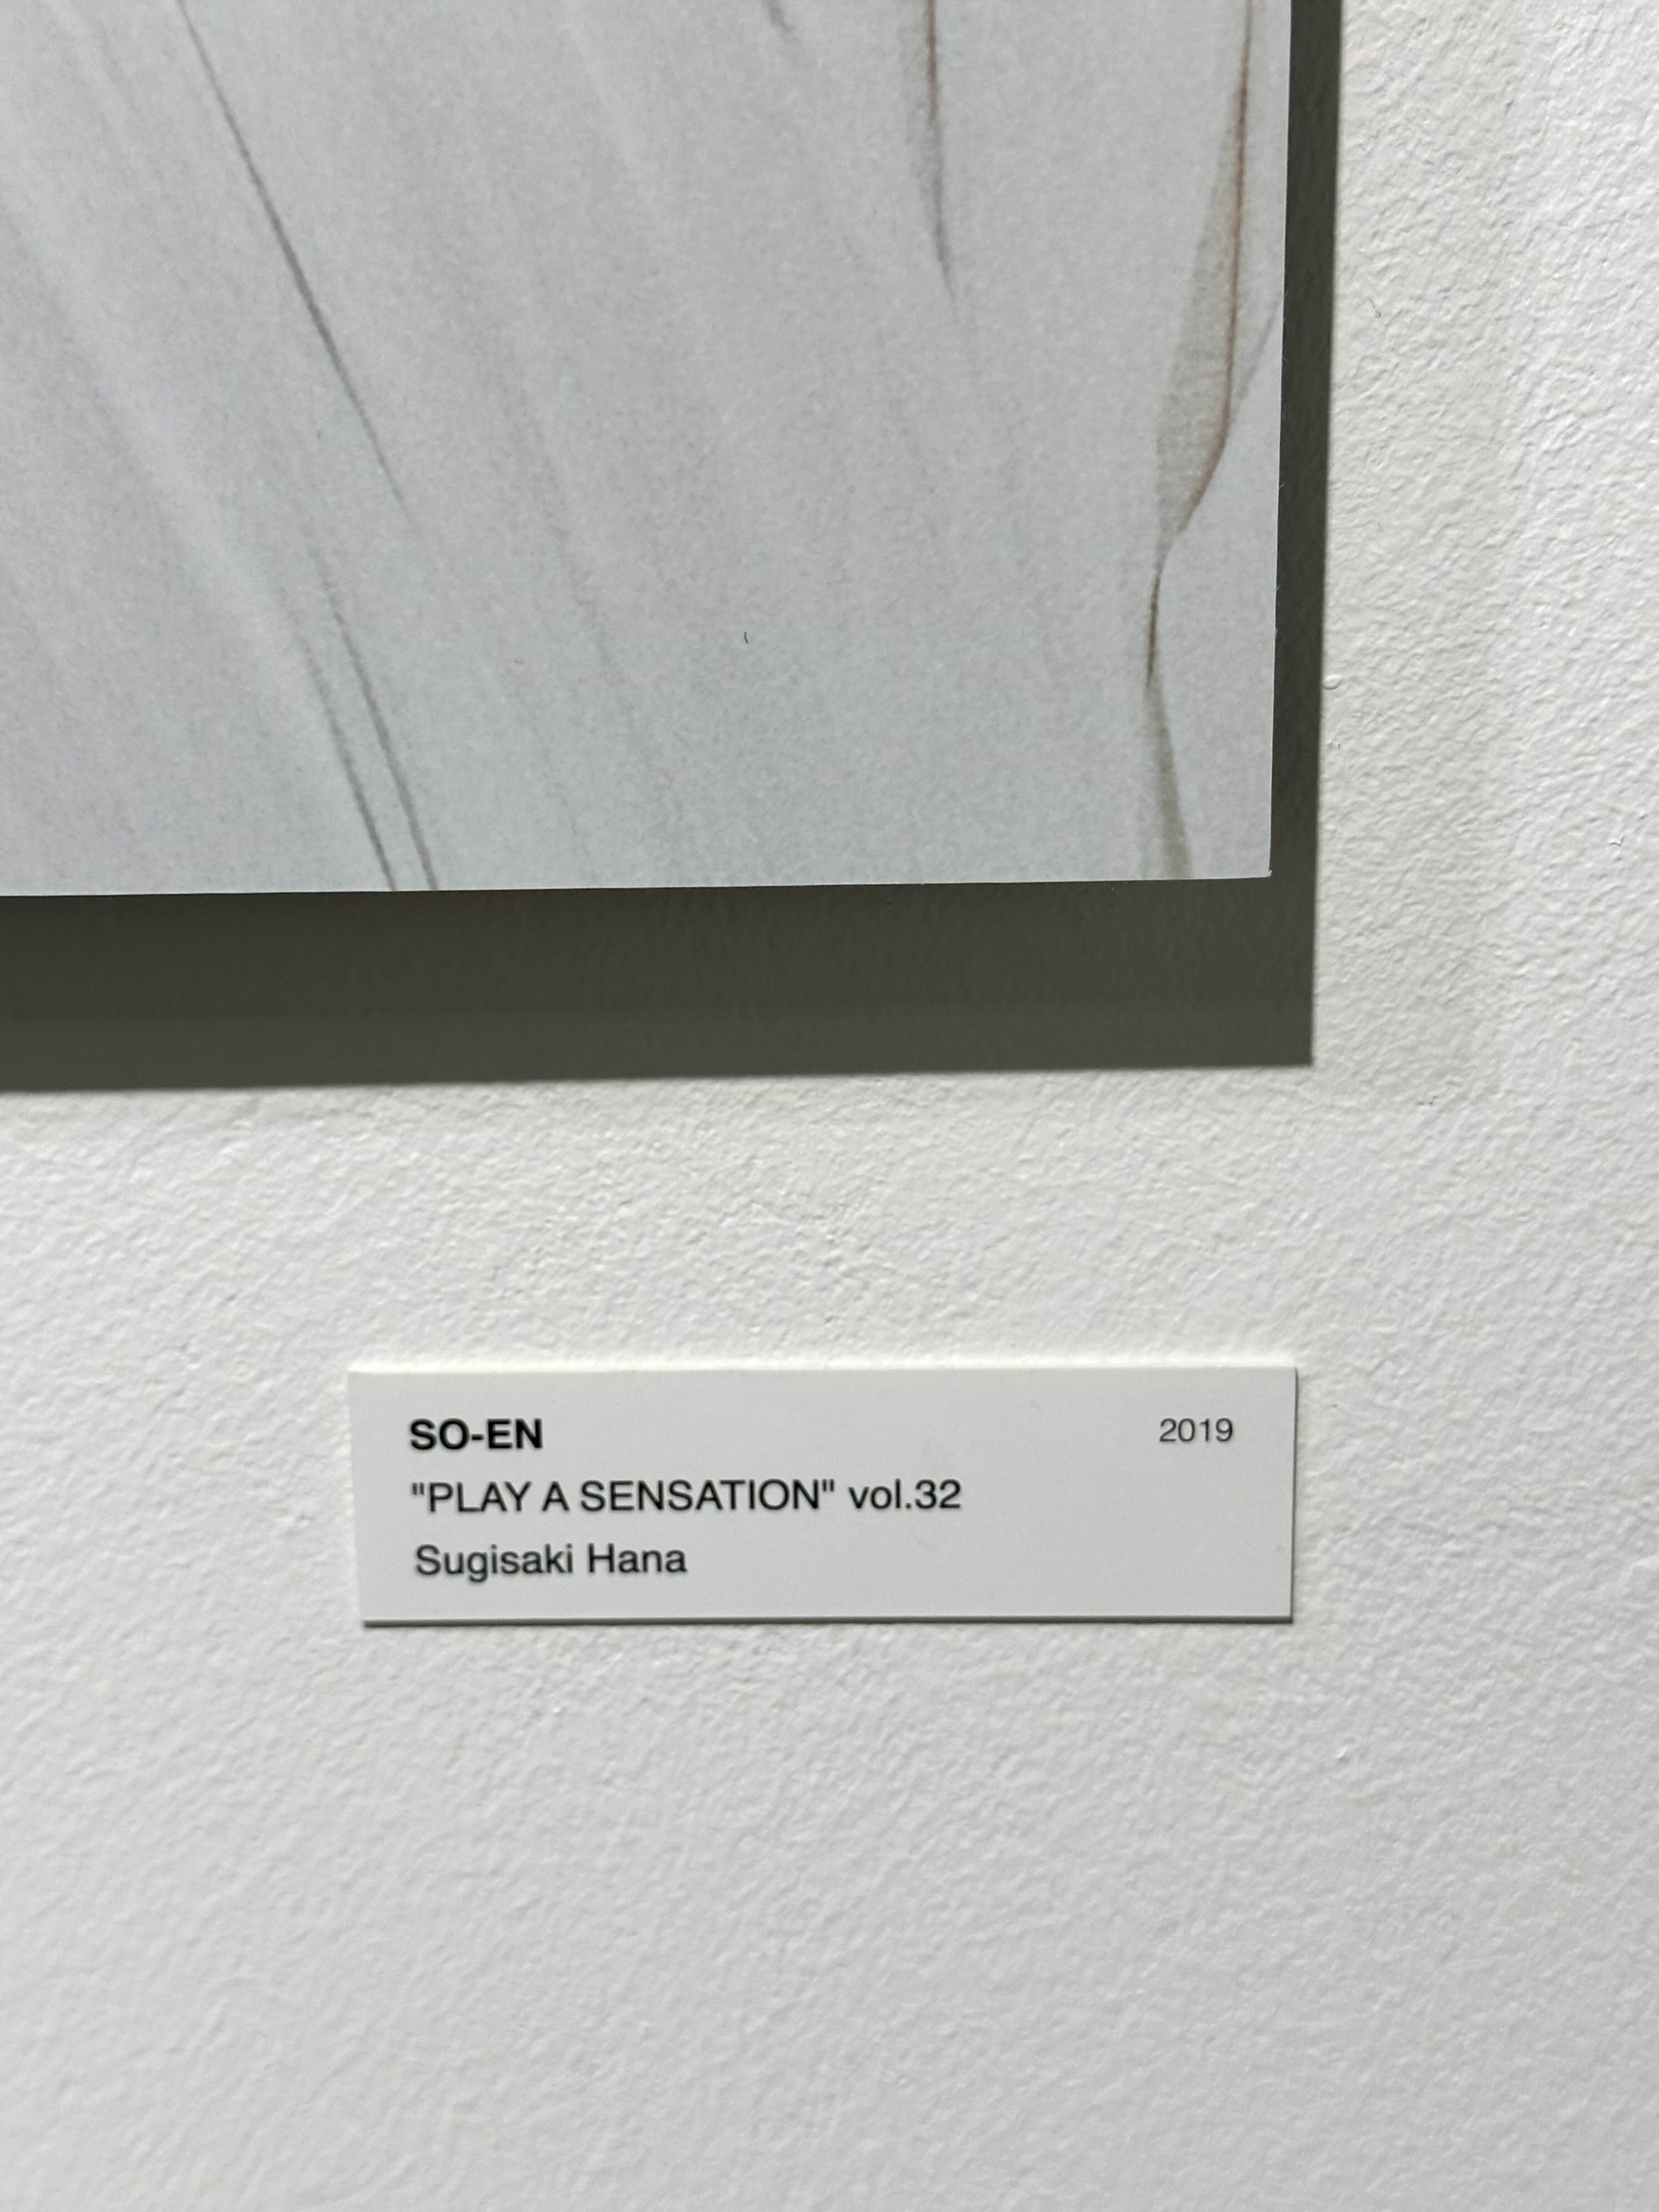 SO-EN 2019
"PLAY A SENSATION" vol.32
Sugisaki Hana